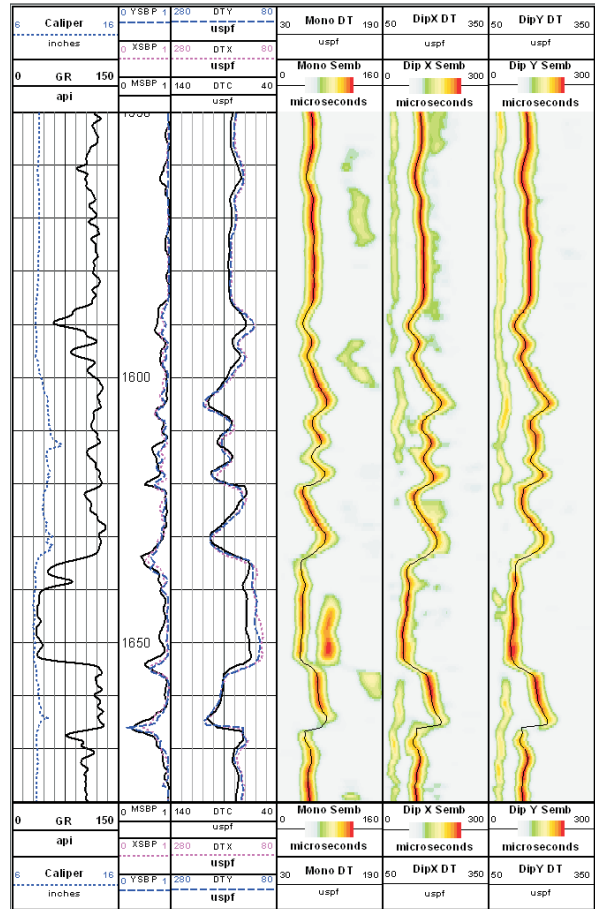 6 Caliper 16
inches
0 GR 150
api
0 YSBP 1
0 XSBP 1
0 MSBP 1
280 DTY 80
uspf
280 DTX 80
uspf
140 DTC 40
uspf
30 Mono DT 190
uspf
Mono Semb
0 160
microseconds
50 DipX DT 350
uspf
Dip X Semb
0 300
microseconds
50 DipY DT 350
uspf
Dip Y Semb
0 300
microseconds
1600
1650
0 GR 150
api
6 Caliper 16
inches
0 MSBP 1
0 XSBP 1
0 YSBP 1
140 DTC 40
uspf
280 DTX 80
uspf
280 DTY 80
uspf
Mono Semb
0 160
microseconds
30 Mono DT 190
uspf
Dip X Semb
0 300
microseconds
50 DipX DT 350
uspf
Dip Y Semb
0 300
microseconds
50 DipY DT 350
uspf